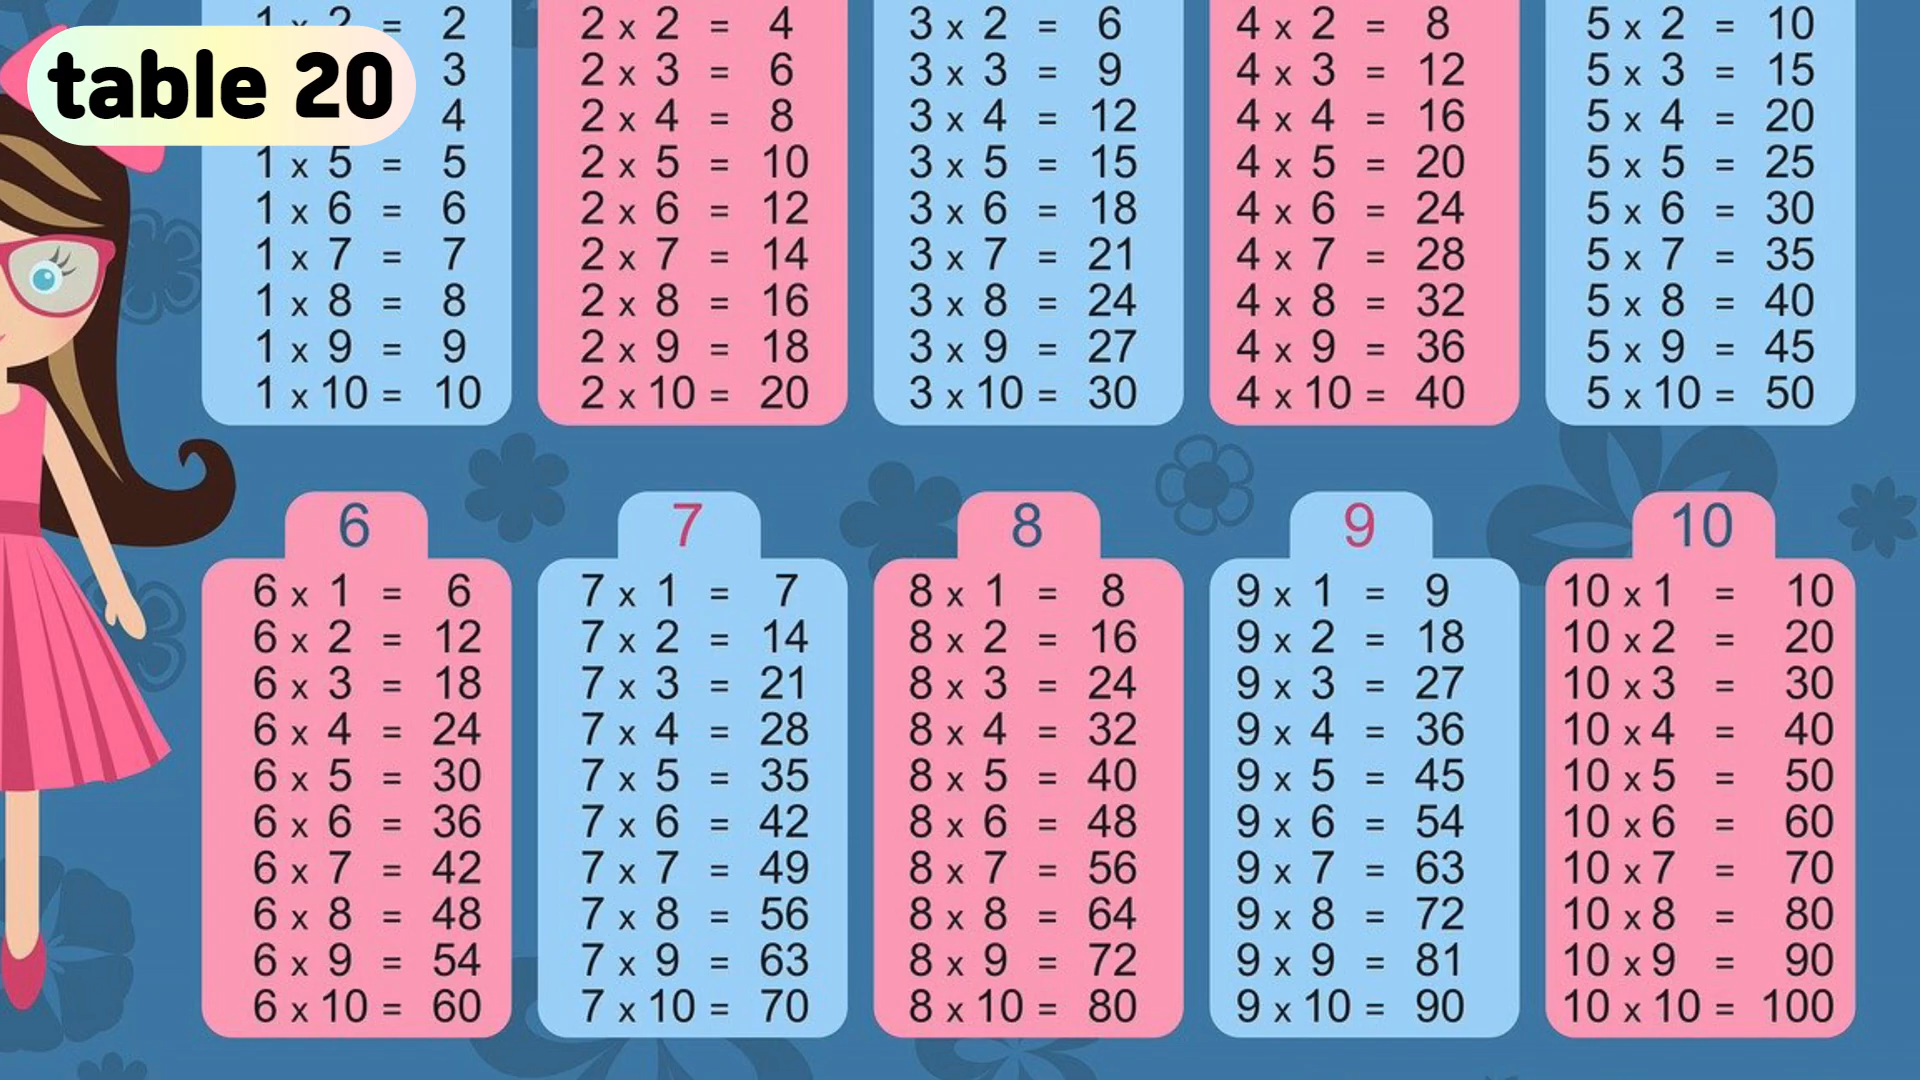 table 20
1 x 2 = 2
3
4
1 x 5 = 5
1 x 6 = 6
1 x 7 = 7
1 x 8 = 8
1 x 9 = 9
1 x 10 = 10
2 x 2 = 4
2 x 3 = 6
2 x 4 = 8
2 x 5 = 10
2 x 6 = 12
2 x 7 = 14
2 x 8 = 16
2 x 9 = 18
2 x 10 = 20
3 x 2 = 6
3 x 3 = 9
3 x 4 = 12
3 x 5 = 15
3 x 6 = 18
3 x 7 = 21
3 x 8 = 24
3 x 9 = 27
3 x 10 = 30
4 x 2 = 8
4 x 3 = 12
4 x 4 = 16
4 x 5 = 20
4 x 6 = 24
4 x 7 = 28
4 x 8 = 32
4 x 9 = 36
4 x 10 = 40
5 x 2 = 10
5 x 3 = 15
5 x 4 = 20
5 x 5 = 25
5 x 6 = 30
5 x 7 = 35
5 x 8 = 40
5 x 9 = 45
5 x 10 = 50
6
6 x 1 = 6
6 x 2 = 12
6 x 3 = 18
6 x 4 = 24
6 x 5 = 30
6 x 6 = 36
6 x 7 = 42
6 x 8 = 48
6 x 9 = 54
6 x 10 = 60
7
7 x 1 = 7
7 x 2 = 14
7 x 3 = 21
7 x 4 = 28
7 x 5 = 35
7 x 6 = 42
7 x 7 = 49
7 x 8 = 56
7 x 9 = 63
7 x 10 = 70
8
8 x 1 = 8
8 x 2 = 16
8 x 3 = 24
8 x 4 = 32
8 x 5 = 40
8 x 6 = 48
8 x 7 = 56
8 x 8 = 64
8 x 9 = 72
8 x 10 = 80
9
9 x 1 = 9
9 x 2 = 18
9 x 3 = 27
9 x 4 = 36
9 x 5 = 45
9 x 6 = 54
9 x 7 = 63
9 x 8 = 72
9 x 9 = 81
9 x 10 = 90
10
10 x 1 = 10
10 x 2 = 20
10 x 3 = 30
10 x 4 = 40
10 x 5 = 50
10 x 6 = 60
10 x 7 = 70
10 x 8 = 80
10 x 9 = 90
10 x 10 = 100